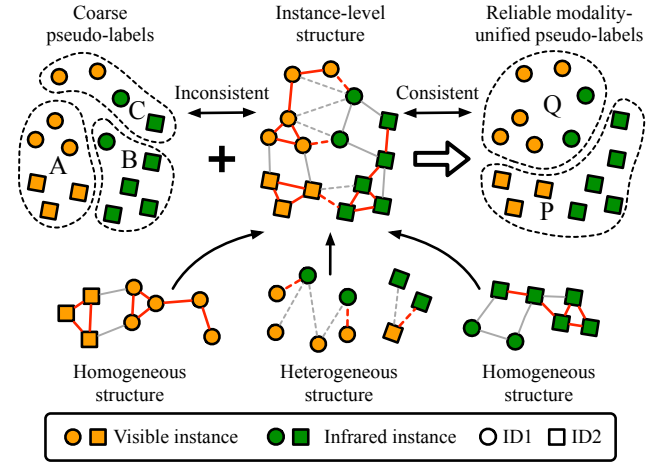 Coarse
pseudo-labels
Instance-level
structure
Reliable modality-
unified pseudo-labels
Inconsistent
Consistent
A
B
C
Q
P
Homogeneous
structure
Heterogeneous
structure
Homogeneous
structure
Visible instance
Infrared instance
ID1
ID2